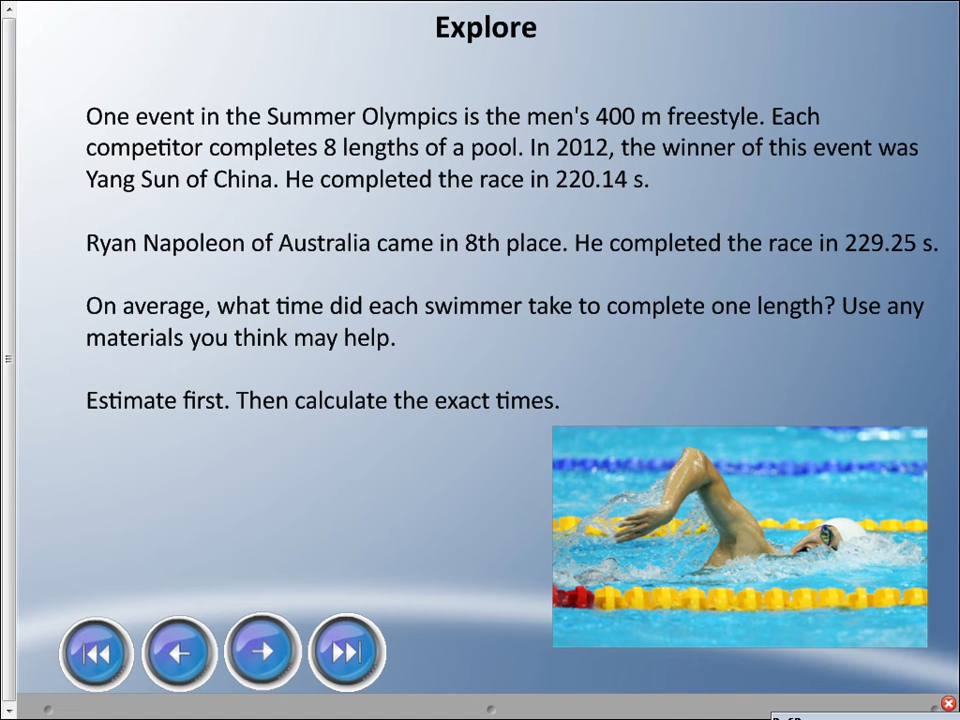 Explore
One event in the Summer Olympics is the men's 400 m freestyle. Each
competitor completes 8 lengths of a pool. In 2012, the winner of this event was
Yang Sun of China. He completed the race in 220.14 s.
Ryan Napoleon of Australia came in 8th place. He completed the race in 229.25 s.
On average, what time did each swimmer take to complete one length? Use any
materials you think may help.
Estimate first. Then calculate the exact times.